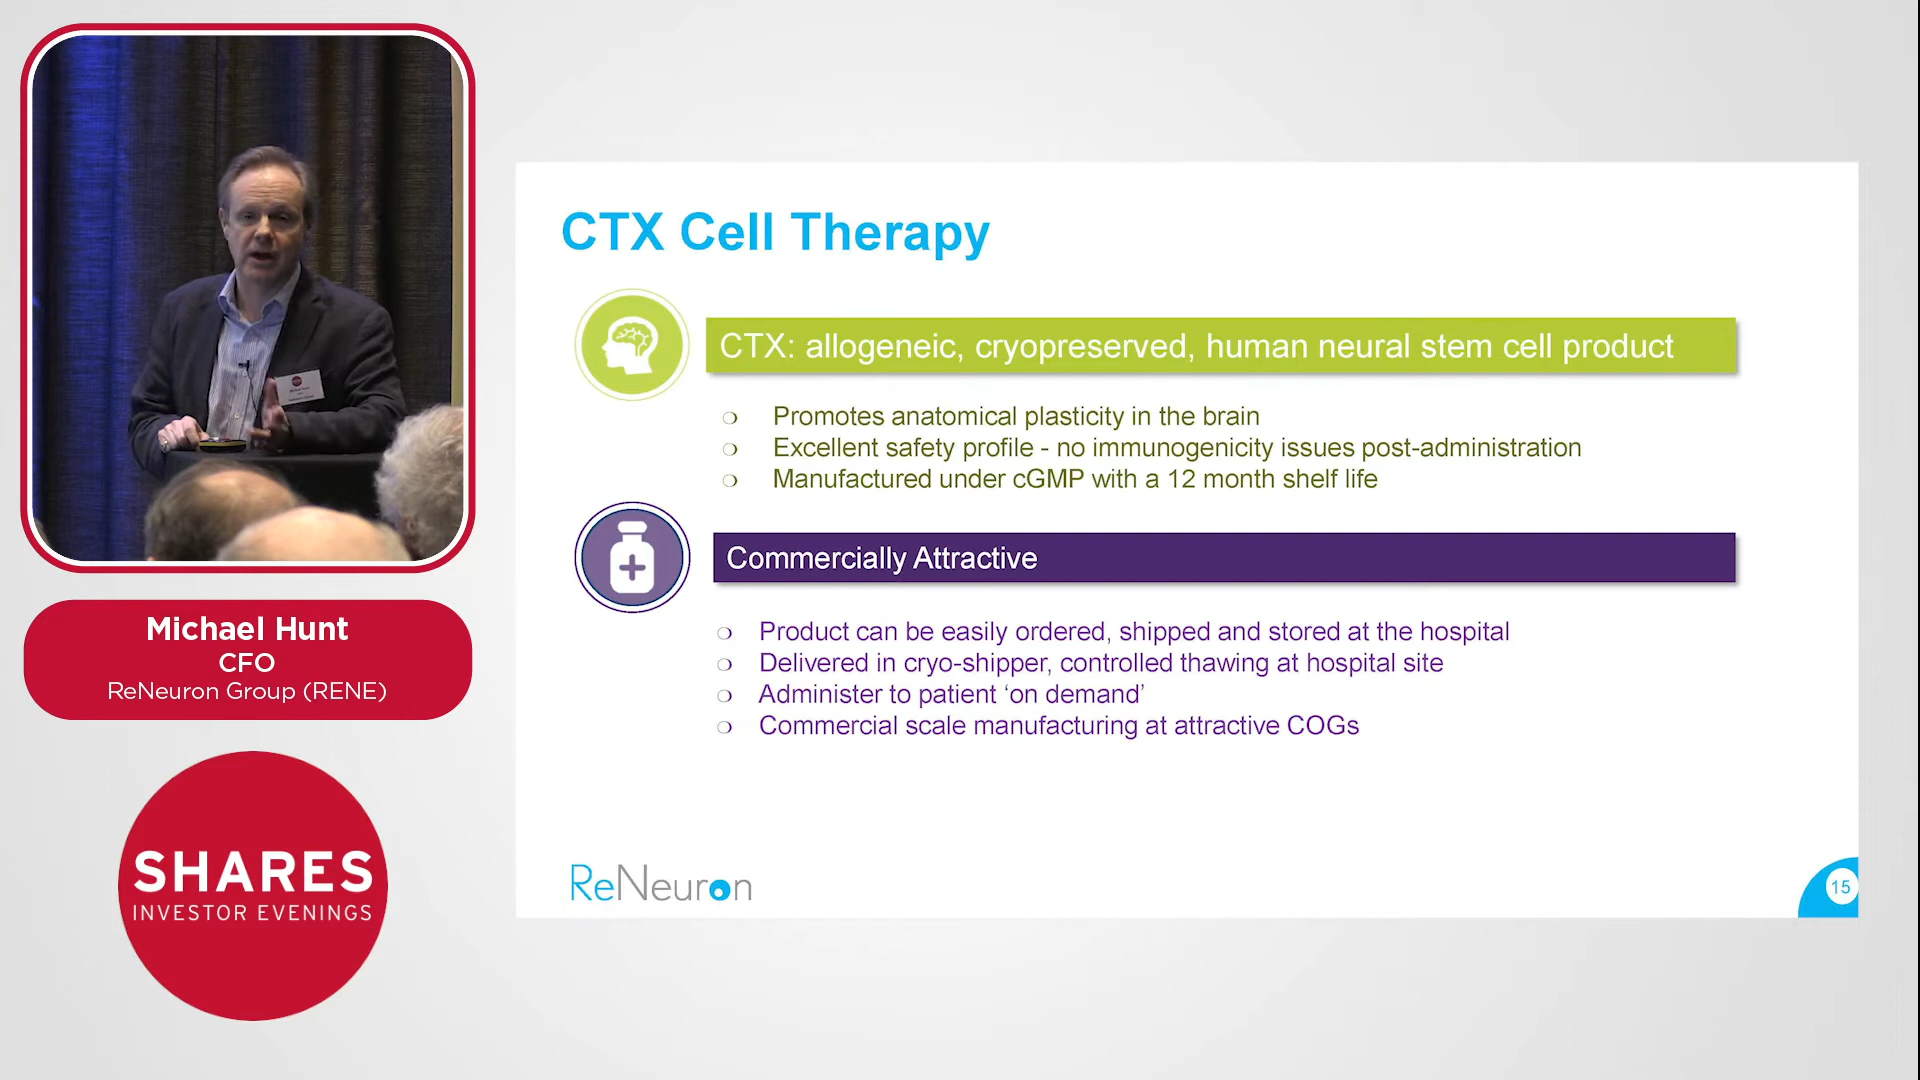 CTX Cell Therapy
CTX: allogeneic, cryopreserved, human neural stem cell product
Promotes anatomical plasticity in the brain
Excellent safety profile - no immunogenicity issues post-administration
Manufactured under cGMP with a 12 month shelf life
Commercially Attractive
Product can be easily ordered, shipped and stored at the hospital
Delivered in cryo-shipper, controlled thawing at hospital site
Administer to patient ‘on demand’
Commercial scale manufacturing at attractive COGs
ReNeuron
15
Michael Hunt
CFO
ReNeuron Group (RENE)
SHARES
INVESTOR EVENINGS